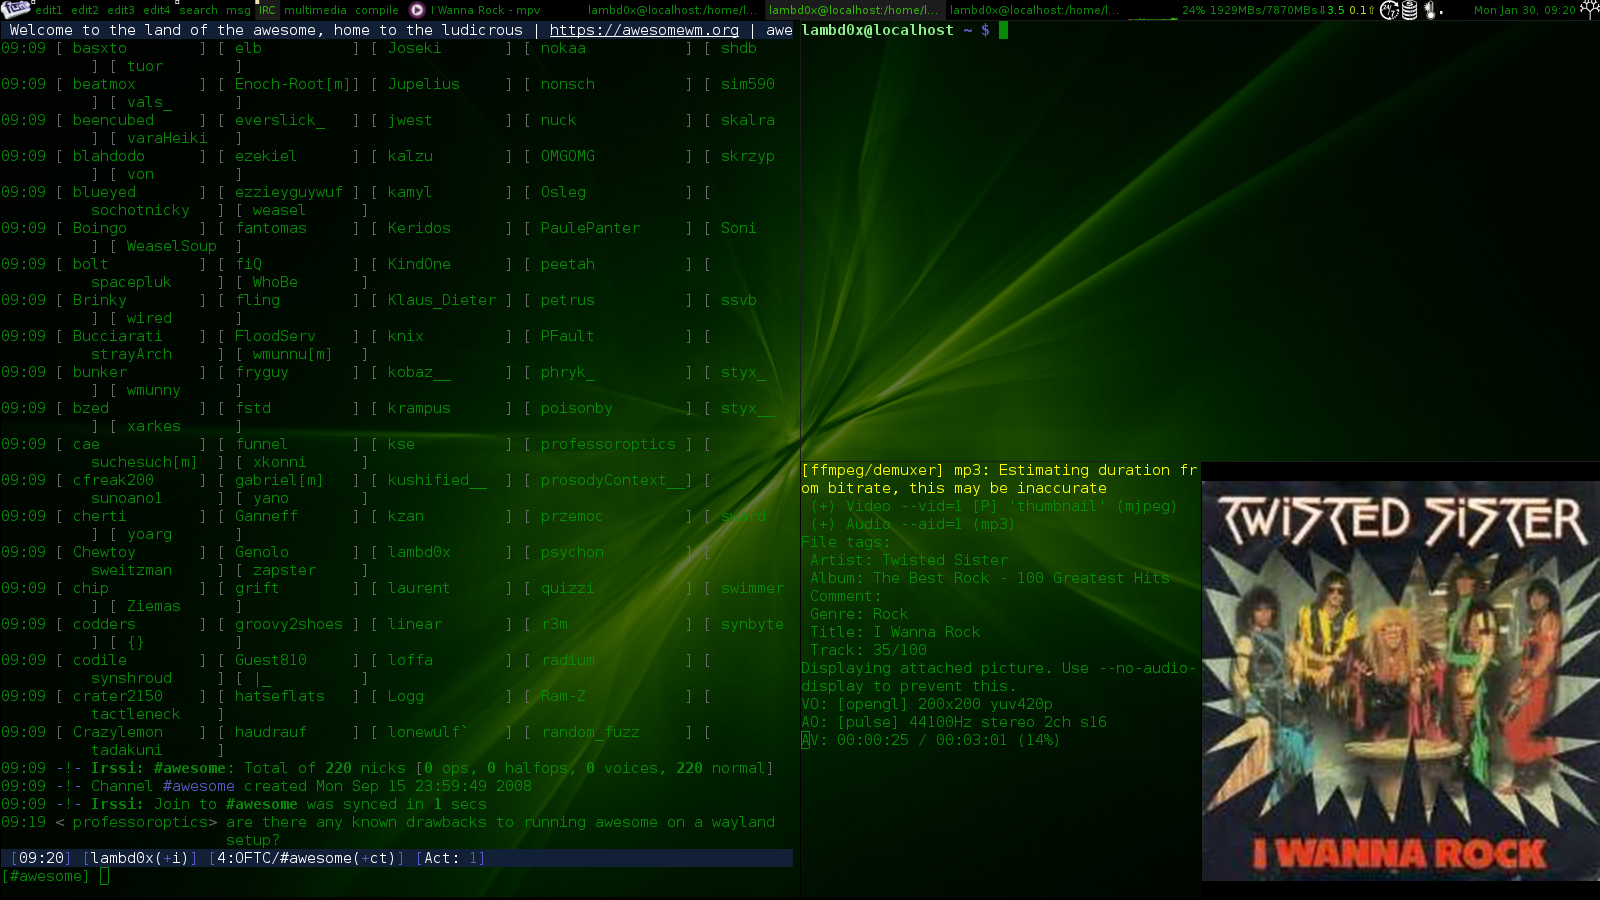 edit1 edit2 edit3 edit4 search msg IRC multimedia compile I Wanna Rock - mpv lambd0x@localhost:/home/l... lambd0x@localhost:/home/l... lambd0x@localhost:/home/l... 24% 1929MBs/7870MBs⇩3.5 0.1⇧ Mon Jan 30, 09:20
Welcome to the land of the awesome, home to the ludicrous | https://awesomewm.org | awe
09:09 [ basxto ] [ elb ] [ Joseki ] [ nokaa ] [ shdb
] [ tuor ]
09:09 [ beatmox ] [ Enoch-Root[m]] [ Jupelius ] [ nonsch ] [ sim590
] [ vals_ ]
09:09 [ beencubed ] [ everslick_ ] [ jwest ] [ nuck ] [ skalra
] [ varaHeiki ]
09:09 [ blahdodo ] [ ezekiel ] [ kalzu ] [ OMGOMG ] [ skrzyp
] [ von ]
09:09 [ blueyed ] [ ezzieyguywuf ] [ kamyl ] [ Osleg ] [
sochotnicky ] [ weasel ]
09:09 [ Boingo ] [ fantomas ] [ Keridos ] [ PaulePanter ] [ Soni
] [ WeaselSoup ]
09:09 [ bolt ] [ fiQ ] [ KindOne ] [ peetah ] [
spacepluk ] [ WhoBe ]
09:09 [ Brinky ] [ fling ] [ Klaus_Dieter ] [ petrus ] [ ssvb
] [ wired ]
09:09 [ Bucciarati ] [ FloodServ ] [ knix ] [ PFault ] [
strayArch ] [ wmunnu[m] ]
09:09 [ bunker ] [ fryguy ] [ kobaz__ ] [ phryk_ ] [ styx_
] [ wmunny ]
09:09 [ bzed ] [ fstd ] [ krampus ] [ poisonby ] [ styx__
] [ xarkes ]
09:09 [ cae ] [ funnel ] [ kse ] [ professoroptics ] [
suchesuch[m] ] [ xkonni ]
09:09 [ cfreak200 ] [ gabriel[m] ] [ kushified__ ] [ prosodyContext__] [
sunoano1 ] [ yano ]
09:09 [ cherti ] [ Ganneff ] [ kzan ] [ przemoc ] [ sword
] [ yoarg ]
09:09 [ Chewtoy ] [ Genolo ] [ lambd0x ] [ psychon ] [
sweitzman ] [ zapster ]
09:09 [ chip ] [ grift ] [ laurent ] [ quizzi ] [ swimmer
] [ Ziemas ]
09:09 [ codders ] [ groovy2shoes ] [ linear ] [ r3m ] [ synbyte
] [ {} ]
09:09 [ codile ] [ Guest810 ] [ loffa ] [ radium ] [
synshroud ] [ |_ ]
09:09 [ crater2150 ] [ hatseflats ] [ Logg ] [ Ram-Z ] [
tactleneck ]
09:09 [ Crazylemon ] [ haudrauf ] [ lonewulf` ] [ random_fuzz ] [
tadakuni ]
09:09 -!- Irssi: #awesome: Total of 220 nicks [0 ops, 0 halfops, 0 voices, 220 normal]
09:09 -!- Channel #awesome created Mon Sep 15 23:59:49 2008
09:09 -!- Irssi: Join to #awesome was synced in 1 secs
09:19 < professoroptics> are there any known drawbacks to running awesome on a wayland
setup?
[09:20] [lambd0x(+i)] [4:OFTC/#awesome(+ct)] [Act: 1]
[#awesome]
lambd0x@localhost ~ $
[ffmpeg/demuxer] mp3: Estimating duration fr
om bitrate, this may be inaccurate
(+) Video --vid=1 [P] 'thumbnail' (mjpeg)
(+) Audio --aid=1 (mp3)
File tags:
Artist: Twisted Sister
Album: The Best Rock - 100 Greatest Hits
Comment:
Genre: Rock
Title: I Wanna Rock
Track: 35/100
Displaying attached picture. Use --no-audio-
display to prevent this.
VO: [opengl] 200x200 yuv420p
AO: [pulse] 44100Hz stereo 2ch s16
AV: 00:00:25 / 00:03:01 (14%)
TWISTED SISTER
I WANNA ROCK